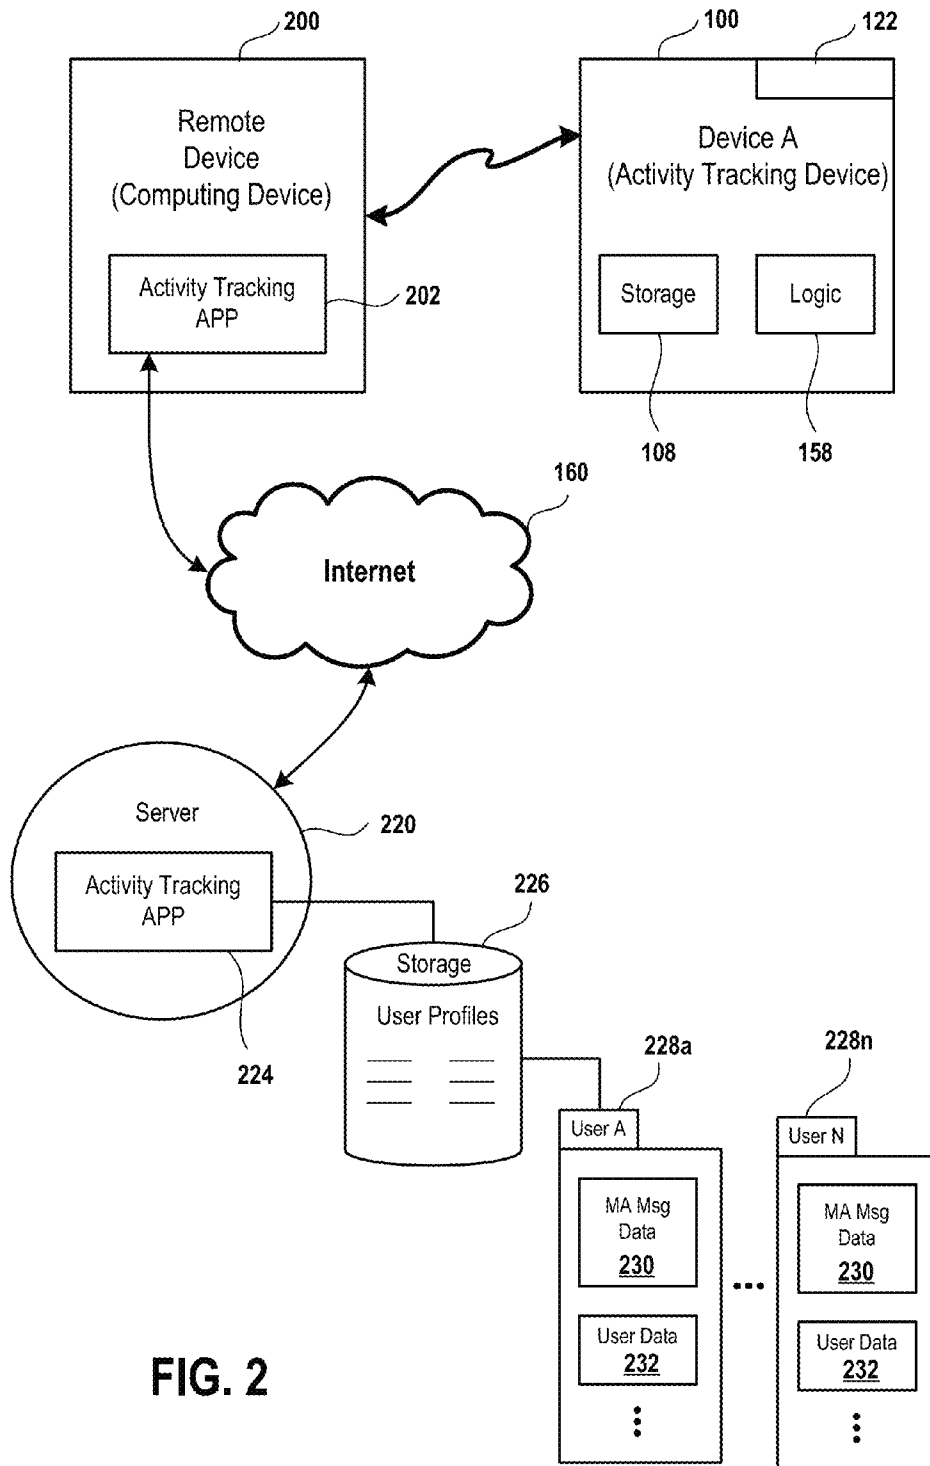 200
100
122
Remote
Device
(Computing Device)
Device A
(Activity Tracking Device)
Activity Tracking
APP
202
Storage
Logic
108
158
160
Internet
Server
220
Activity Tracking
APP
224
226
Storage
User Profiles
228a
228n
User A
User N
MA Msg
Data
230
MA Msg
Data
230
User Data
232
User Data
232
FIG. 2